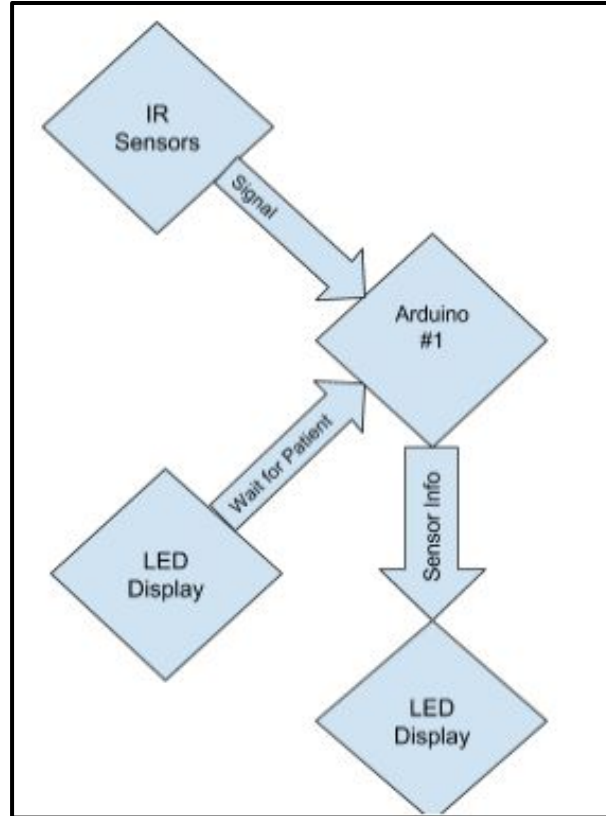 IR
Sensors
Signal
Arduino
#1
Wait for Patient
LED
Display
Sensor Info
LED
Display